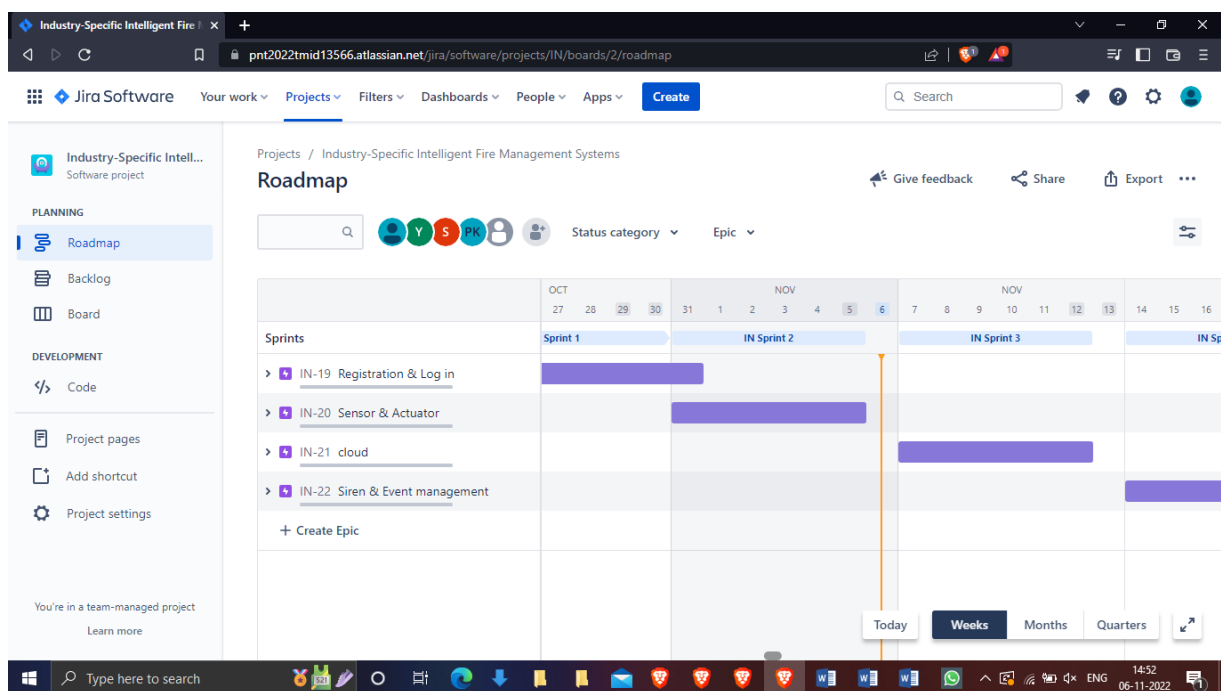 Industry-Specific Intelligent Fire M
pnt2022tmid13566.atlassian.net/jira/software/projects/IN/boards/2/roadmap
Jira Software Your work Projects Filters Dashboards People Apps Create Search
Industry-Specific Intell...
Software project
PLANNING
Roadmap
Backlog
Board
DEVELOPMENT
Code
Project pages
Add shortcut
Project settings
You're in a team-managed project
Learn more
Projects / Industry-Specific Intelligent Fire Management Systems
Roadmap
Give feedback Share Export
Y S PK Status category Epic
OCT NOV NOV
27 28 29 30 31 1 2 3 4 5 6 7 8 9 10 11 12 13 14 15 16
Sprints Sprint 1 IN Sprint 2 IN Sprint 3 IN Sp
IN-19 Registration & Log in
IN-20 Sensor & Actuator
IN-21 cloud
IN-22 Siren & Event management
+ Create Epic
Today Weeks Months Quarters
Type here to search
ENG
14:52
06-11-2022